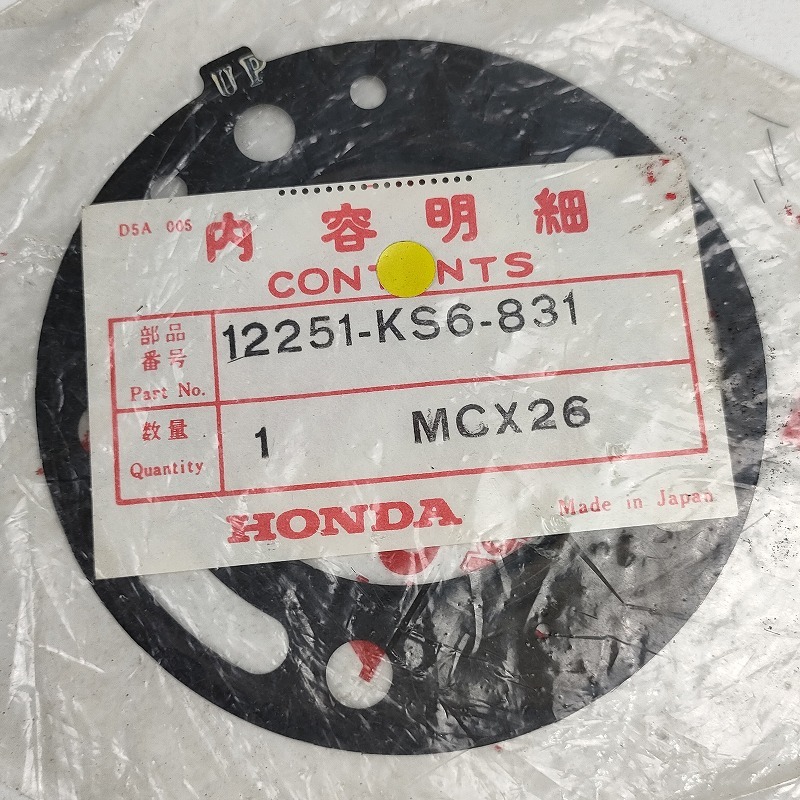 UP
D5A 005
内容明細
CONTENTS
部品番号
Part No.
12251-KS6-831
数量
Quantity
1 MCX26
HONDA
Made in Japan